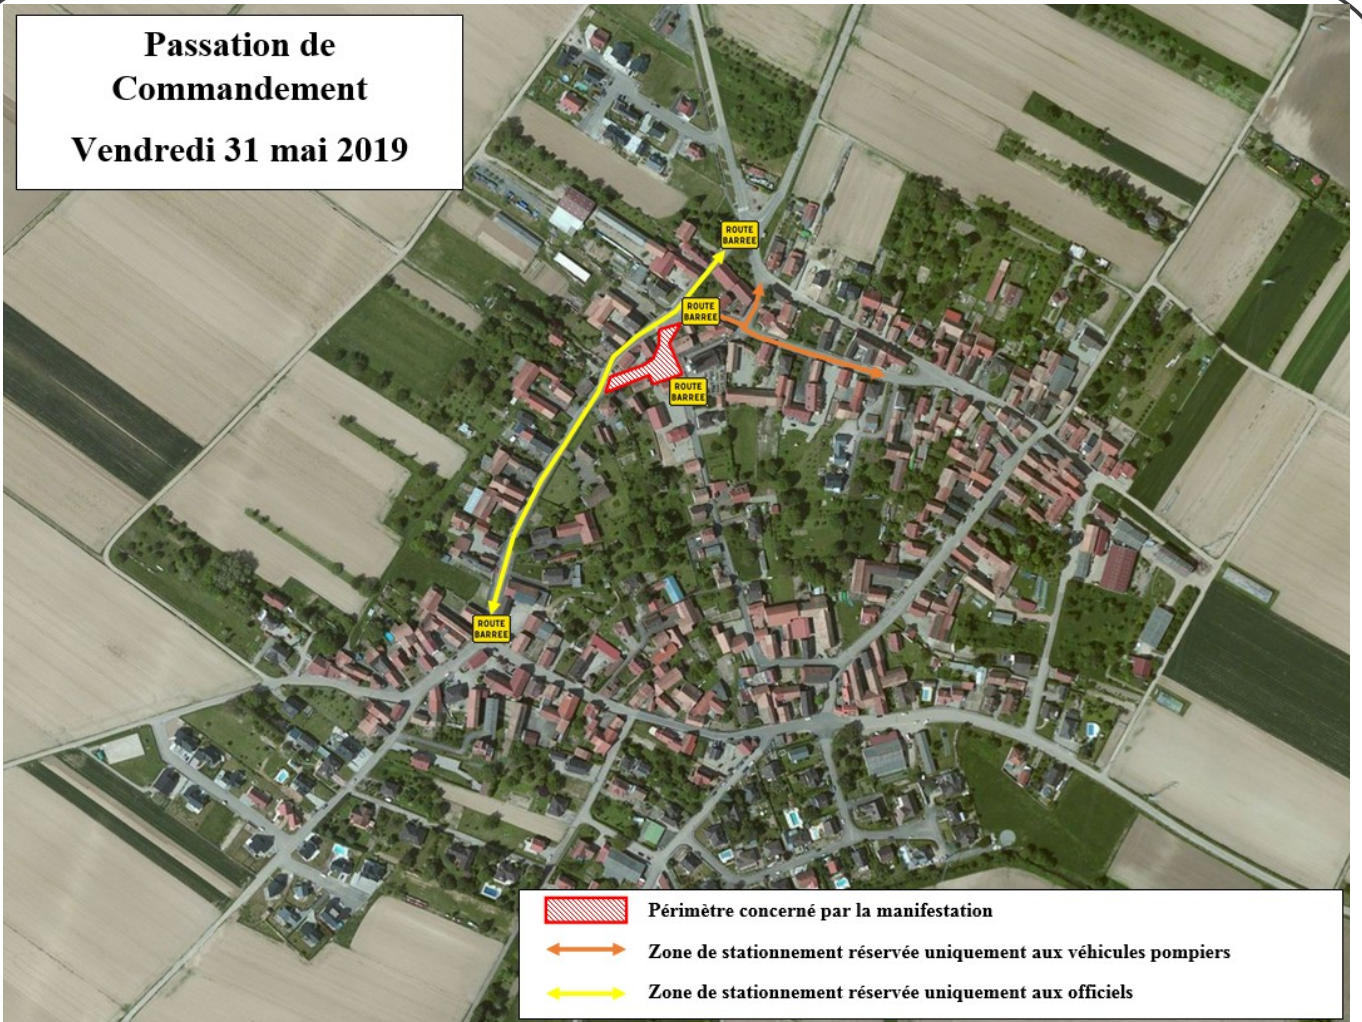 Passation de
Commandement
Vendredi 31 mai 2019
ROUTE
BARREE
ROUTE
BARREE
ROUTE
BARREE
ROUTE
BARREE
Périmètre concerné par la manifestation
Zone de stationnement réservée uniquement aux véhicules pompiers
Zone de stationnement réservée uniquement aux officiels